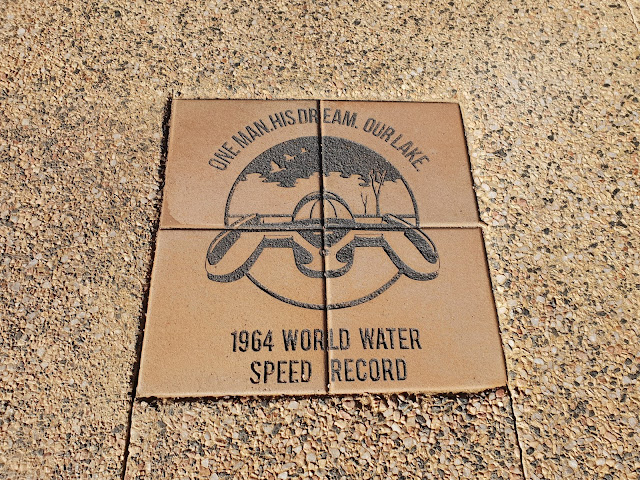 ONE MAN. HIS DREAM. OUR LAKE
1964 WORLD WATER
SPEED RECORD